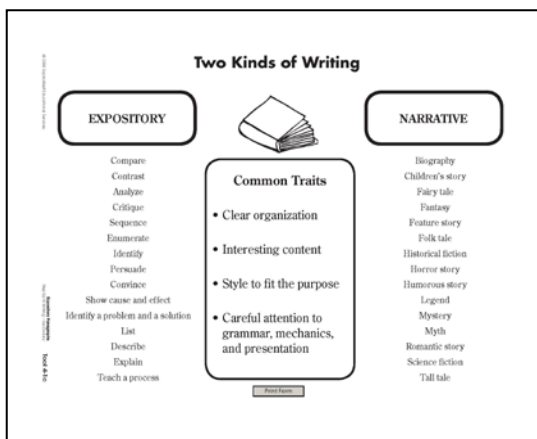 Two Kinds of Writing
EXPOSITORY
Compare
Contrast
Analyze
Critique
Sequence
Enumerate
Identify
Persuade
Convince
Show cause and effect
Identify a problem and a solution
List
Describe
Explain
Teach a process
Common Traits
• Clear organization
• Interesting content
• Style to fit the purpose
• Careful attention to
grammar, mechanics,
and presentation
NARRATIVE
Biography
Children's story
Fairy tale
Fantasy
Feature story
Folk tale
Historical fiction
Horror story
Humorous story
Legend
Mystery
Myth
Romantic story
Science fiction
Tall tale
Print Form